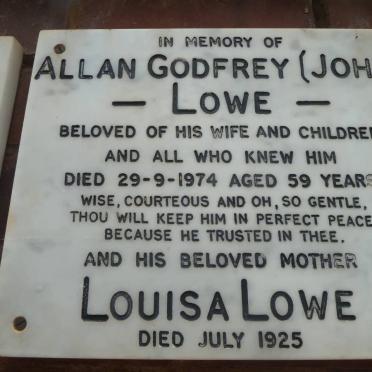 IN MEMORY OF
ALLAN GODFREY (JOH
— LOWE —
BELOVED OF HIS WIFE AND CHILDREN
AND ALL WHO KNEW HIM
DIED 29-9-1974 AGED 59 YEARS
WISE, COURTEOUS AND OH, SO GENTLE,
THOU WILL KEEP HIM IN PERFECT PEACE
BECAUSE HE TRUSTED IN THEE.
AND HIS BELOVED MOTHER
LOUISA LOWE
DIED JULY 1925